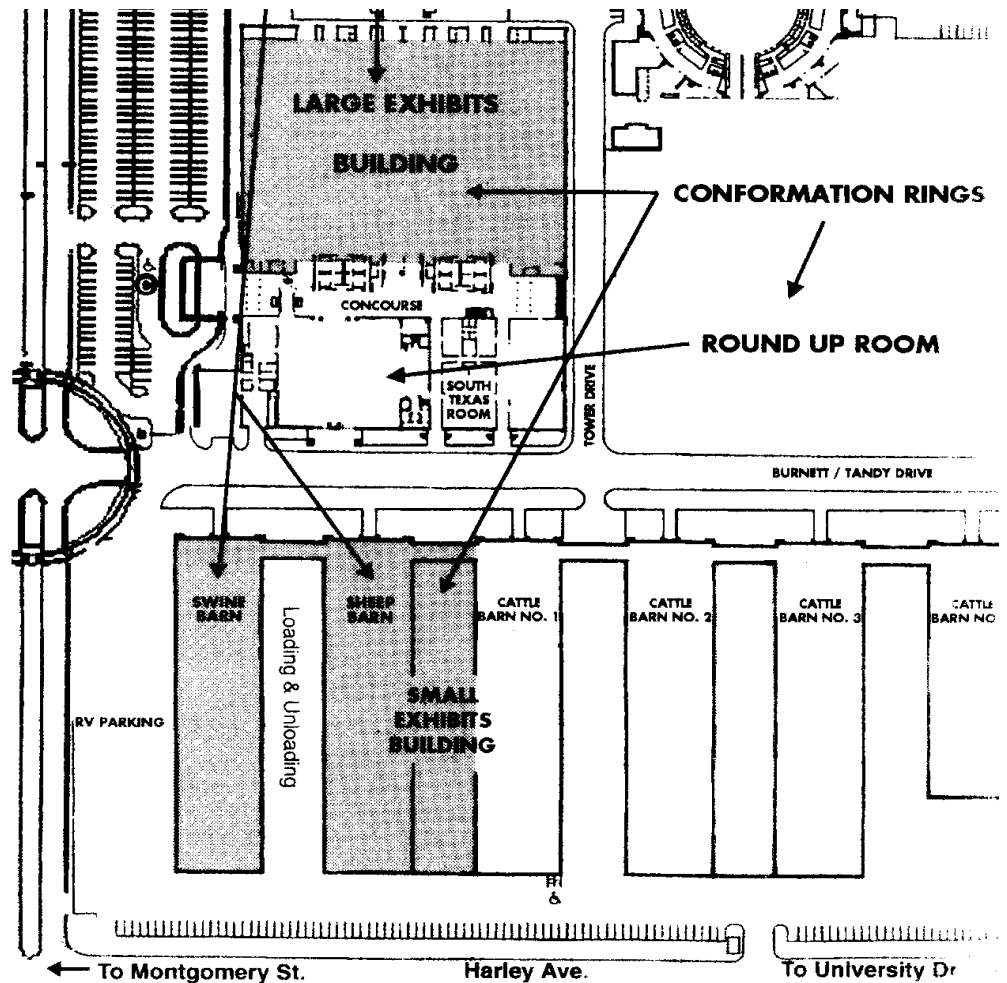 LARGE EXHIBITS
BUILDING
CONFORMATION RINGS
CONCOURSE
ROUND UP ROOM
SOUTH
TEXAS
ROOM
TOWER DRIVE
BURNETT / TANDY DRIVE
SWINE
BARN
Loading & Unloading
SHEEP
BARN
CATTLE
BARN NO. 1
CATTLE
BARN NO. 2
CATTLE
BARN NO. 3
CATTLE
BARN NO
SMALL
EXHIBITS
BUILDING
RV PARKING
To Montgomery St.
Harley Ave.
To University Dr